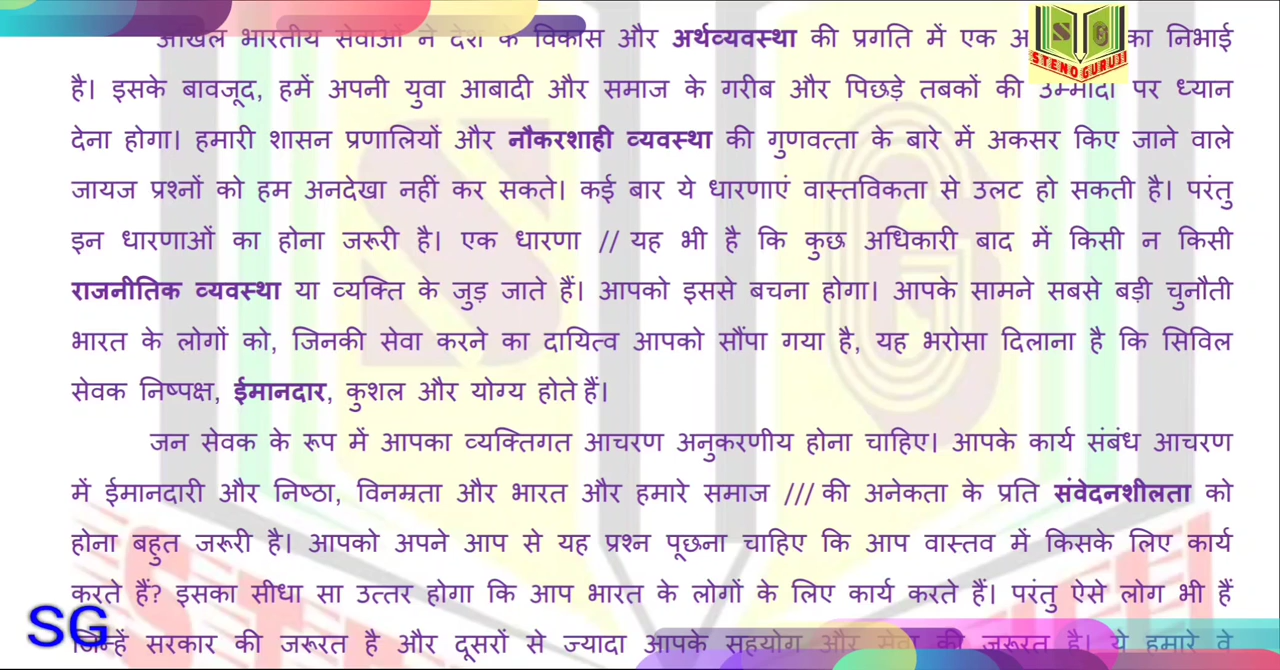 अखिल भारतीय सेवाओं ने देश के विकास और अर्थव्यवस्था की प्रगति में एक अ का निभाई
है। इसके बावजूद, हमें अपनी युवा आबादी और समाज के गरीब और पिछड़े तबकों की उम्मीदों पर ध्यान
देना होगा। हमारी शासन प्रणालियों और नौकरशाही व्यवस्था की गुणवत्ता के बारे में अकसर किए जाने वाले
जायज प्रश्नों को हम अनदेखा नहीं कर सकते। कई बार ये धारणाएं वास्तविकता से उलट हो सकती है। परंतु
इन धारणाओं का होना जरूरी है। एक धारणा // यह भी है कि कुछ अधिकारी बाद में किसी न किसी
राजनीतिक व्यवस्था या व्यक्ति के जुड़ जाते हैं। आपको इससे बचना होगा। आपके सामने सबसे बड़ी चुनौती
भारत के लोगों को, जिनकी सेवा करने का दायित्व आपको सौंपा गया है, यह भरोसा दिलाना है कि सिविल
सेवक निष्पक्ष, ईमानदार, कुशल और योग्य होते हैं।
जन सेवक के रूप में आपका व्यक्तिगत आचरण अनुकरणीय होना चाहिए। आपके कार्य संबंध आचरण
में ईमानदारी और निष्ठा, विनम्रता और भारत और हमारे समाज /// की अनेकता के प्रति संवेदनशीलता को
होना बहुत जरूरी है। आपको अपने आप से यह प्रश्न पूछना चाहिए कि आप वास्तव में किसके लिए कार्य
करते हैं? इसका सीधा सा उत्तर होगा कि आप भारत के लोगों के लिए कार्य करते हैं। परंतु ऐसे लोग भी हैं
जिन्हें सरकार की जरूरत है और दूसरों से ज्यादा आपके सहयोग और सेवा की जरूरत है। ये हमारे वे
S G
STENO GURUJI
SG